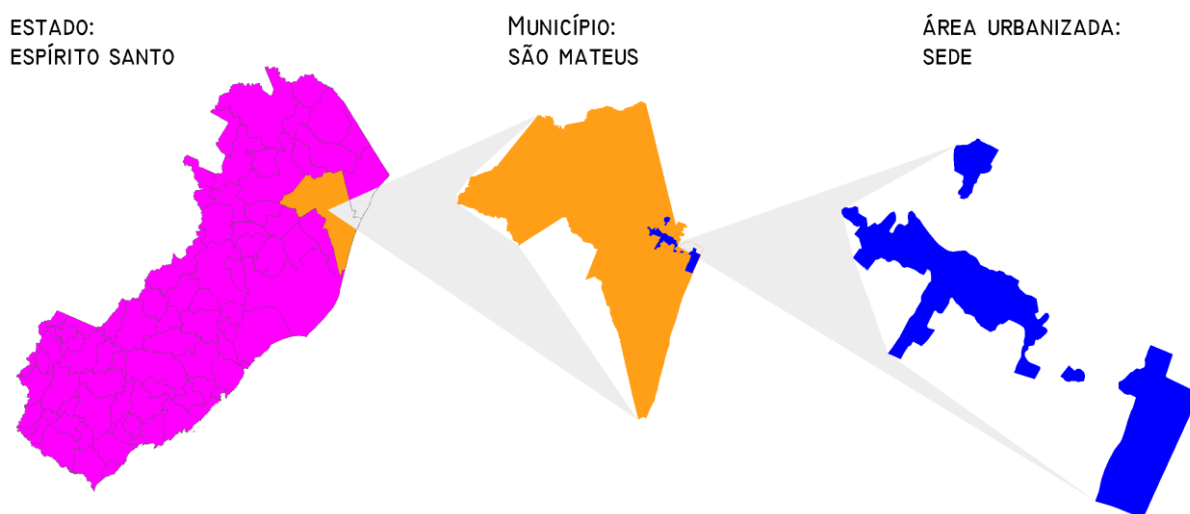 ESTADO:
ESPÍRITO SANTO
MUNICÍPIO:
SÃO MATEUS
ÁREA URBANIZADA:
SEDE